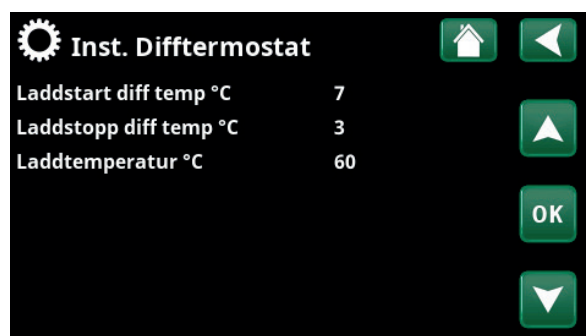 Inst. Difftermostat
Laddstart diff temp °C 7
Laddstopp diff temp °C 3
Laddtemperatur °C 60
OK